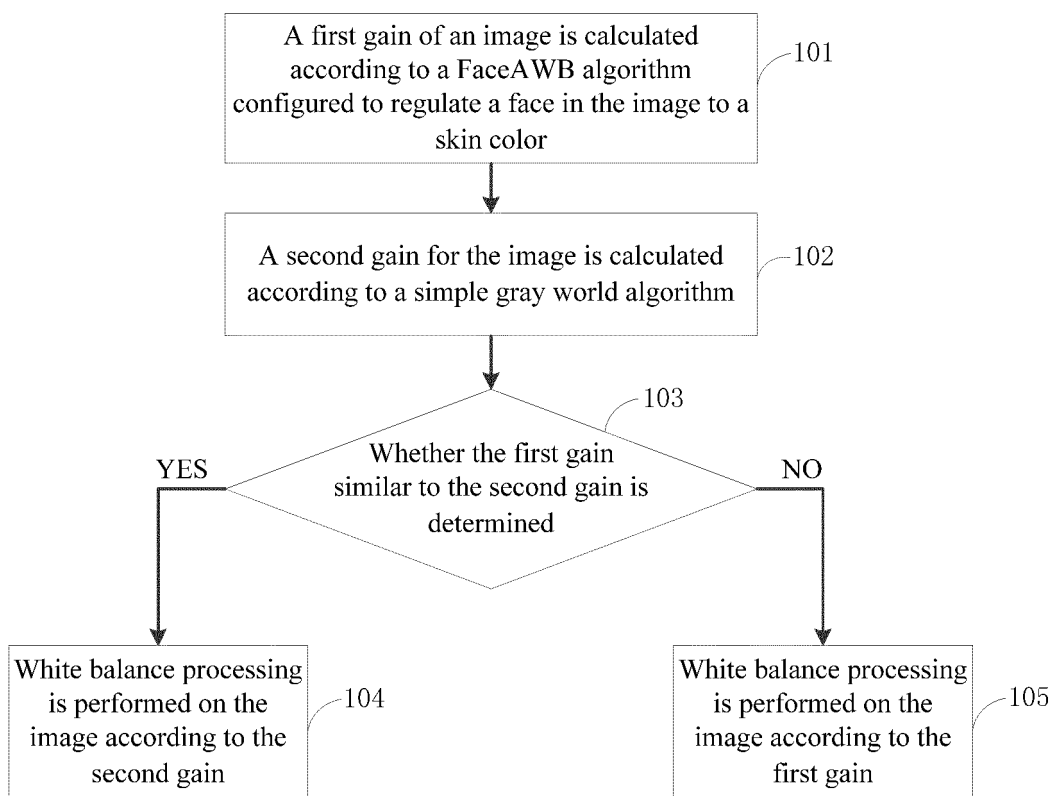 A first gain of an image is calculated
according to a FaceAWB algorithm
configured to regulate a face in the image to a
skin color
101
A second gain for the image is calculated
according to a simple gray world algorithm
102
103
Whether the first gain
similar to the second gain is
determined
YES
NO
White balance processing
is performed on the
image according to the
second gain
104
White balance processing
is performed on the
image according to the
first gain
105